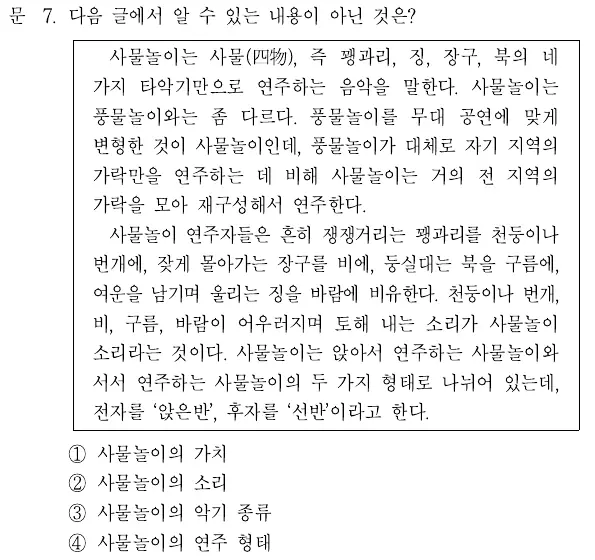 문 7. 다음 글에서 알 수 있는 내용이 아닌 것은?
사물놀이는 사물(四物), 즉 꽹과리, 징, 장구, 북의 네
가지 타악기만으로 연주하는 음악을 말한다. 사물놀이는
풍물놀이와는 좀 다르다. 풍물놀이를 무대 공연에 맞게
변형한 것이 사물놀이인데, 풍물놀이가 대체로 자기 지역의
가락만을 연주하는 데 비해 사물놀이는 거의 전 지역의
가락을 모아 재구성해서 연주한다.
사물놀이 연주자들은 흔히 쟁쟁거리는 꽹과리를 천둥이나
번개에, 잦게 몰아가는 장구를 비에, 둥실대는 북을 구름에,
여운을 남기며 울리는 징을 바람에 비유한다. 천둥이나 번개,
비, 구름, 바람이 어우러지며 토해 내는 소리가 사물놀이
소리라는 것이다. 사물놀이는 앉아서 연주하는 사물놀이와
서서 연주하는 사물놀이의 두 가지 형태로 나뉘어 있는데,
전자를 ‘앉은반’, 후자를 ‘선반’이라고 한다.
① 사물놀이의 가치
② 사물놀이의 소리
③ 사물놀이의 악기 종류
④ 사물놀이의 연주 형태